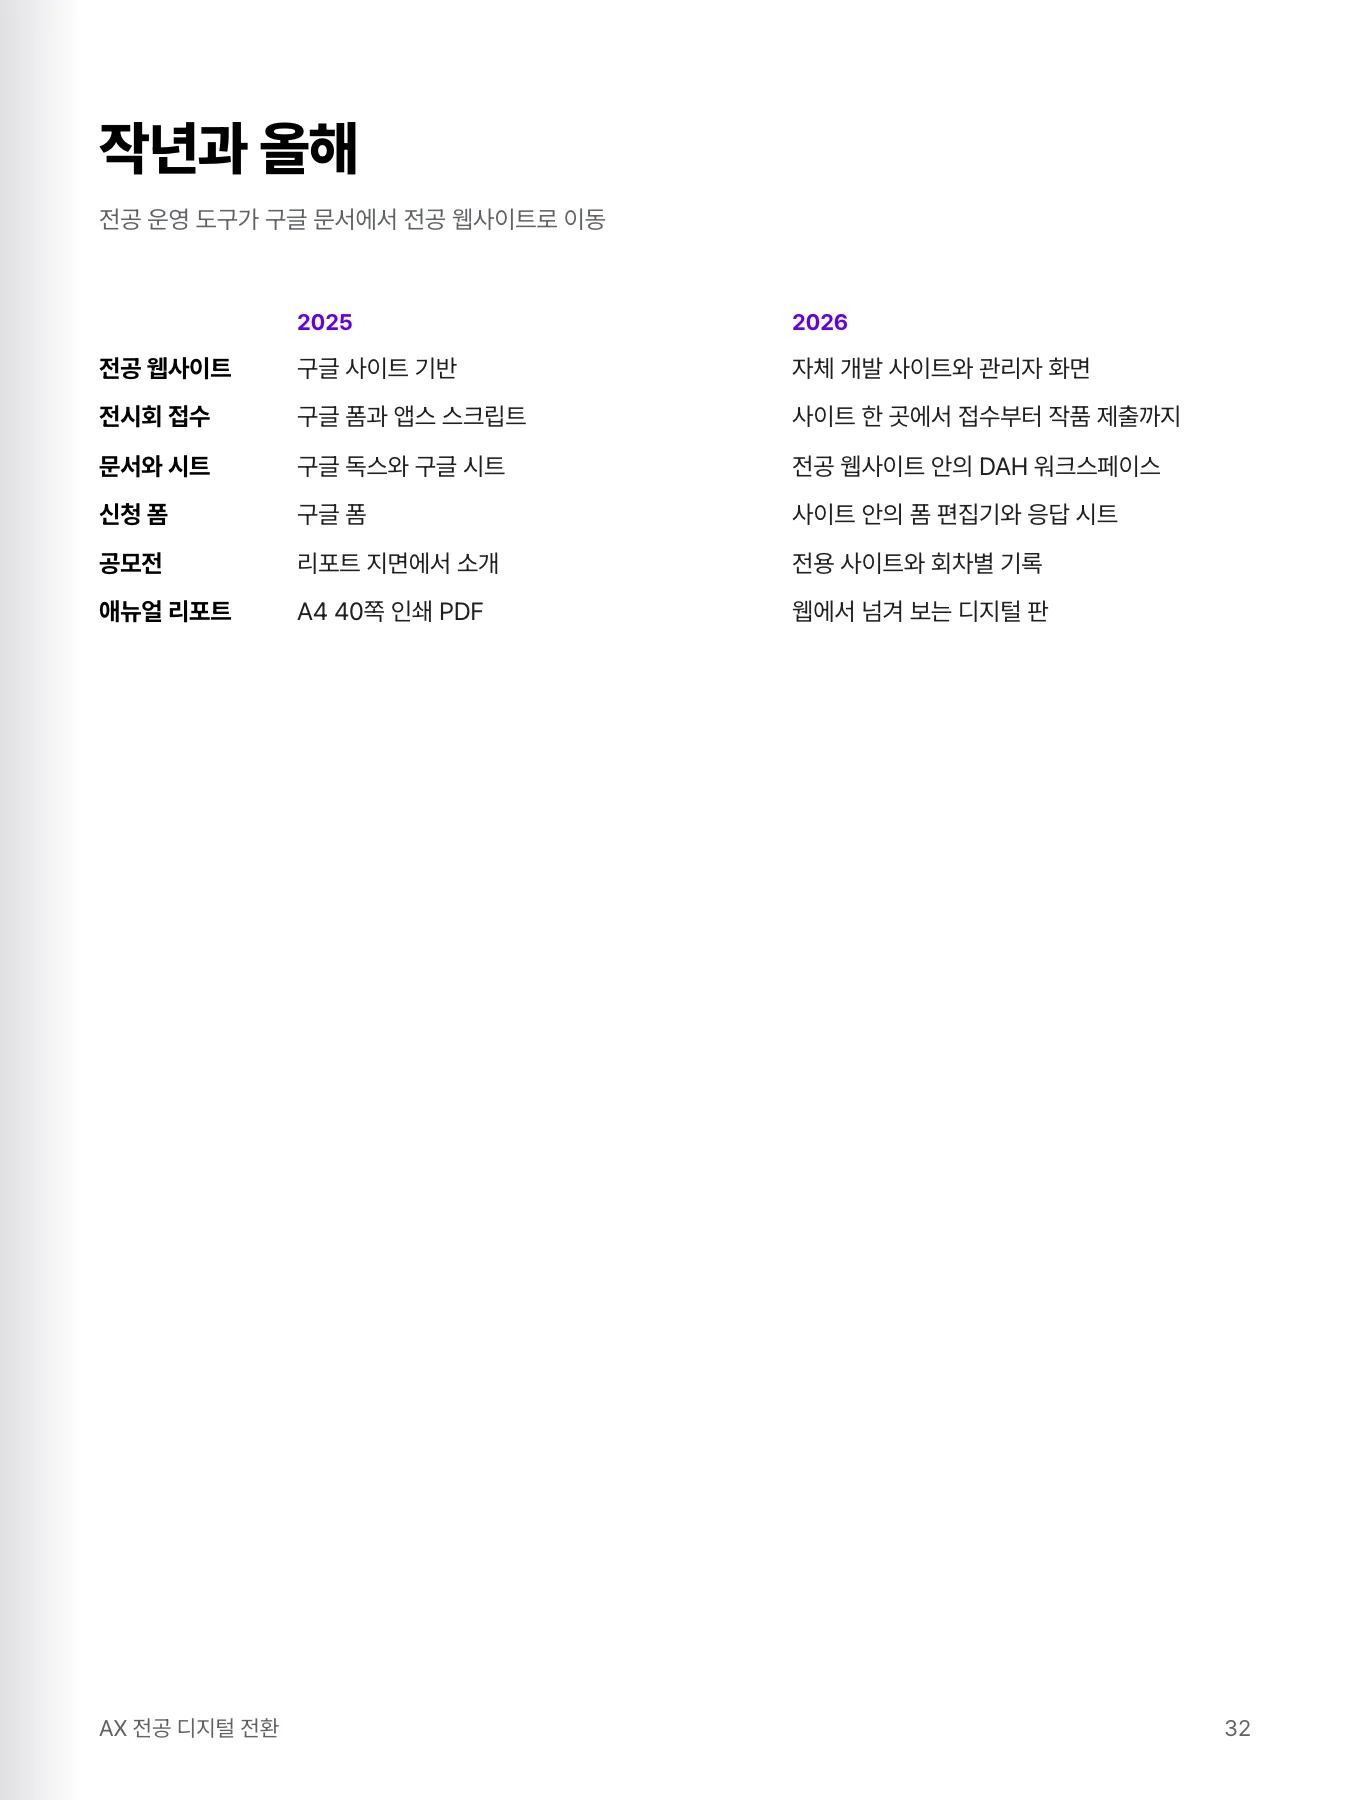 작년과 올해
전공 운영 도구가 구글 문서에서 전공 웹사이트로 이동
2025 2026
전공 웹사이트 구글 사이트 기반 자체 개발 사이트와 관리자 화면
전시회 접수 구글 폼과 앱스 스크립트 사이트 한 곳에서 접수부터 작품 제출까지
문서와 시트 구글 독스와 구글 시트 전공 웹사이트 안의 DAH 워크스페이스
신청 폼 구글 폼 사이트 안의 폼 편집기와 응답 시트
공모전 리포트 지면에서 소개 전용 사이트와 회차별 기록
애뉴얼 리포트 A4 40쪽 인쇄 PDF 웹에서 넘겨 보는 디지털 판
AX 전공 디지털 전환 32